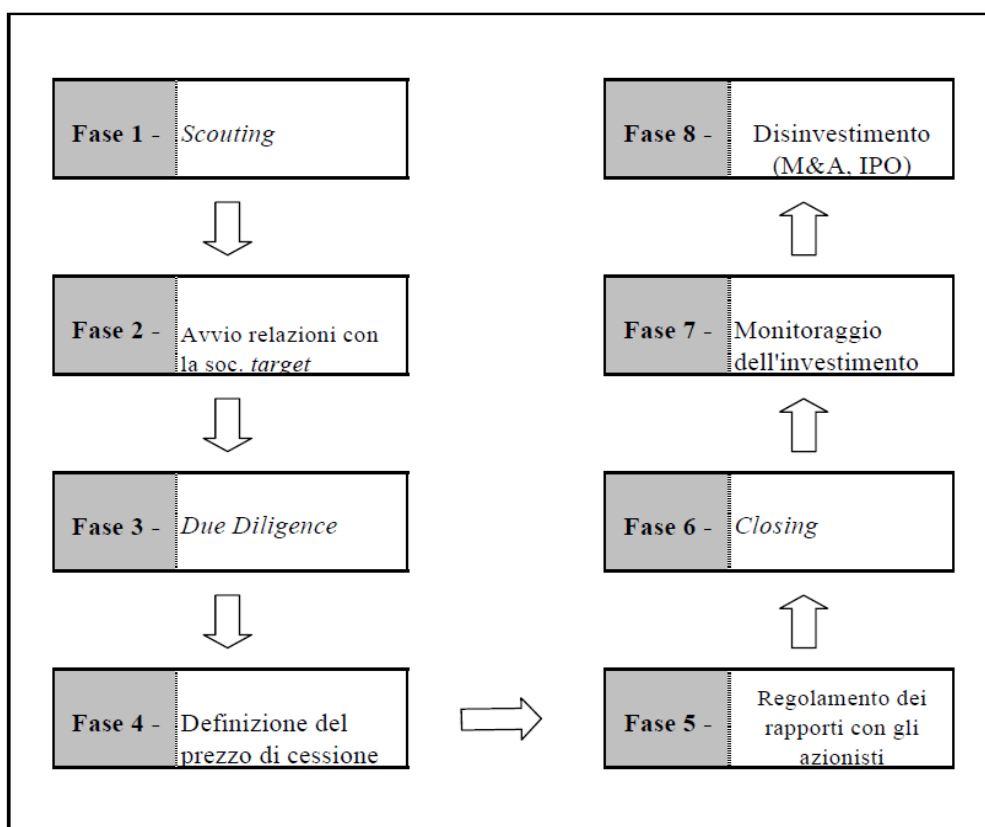 Fase 1 - Scouting
Fase 2 - Avvio relazioni con
la soc. target
Fase 3 - Due Diligence
Fase 4 - Definizione del
prezzo di cessione
Fase 5 - Regolamento dei
rapporti con gli
azionisti
Fase 6 - Closing
Fase 7 - Monitoraggio
dell'investimento
Fase 8 - Disinvestimento
(M&A, IPO)